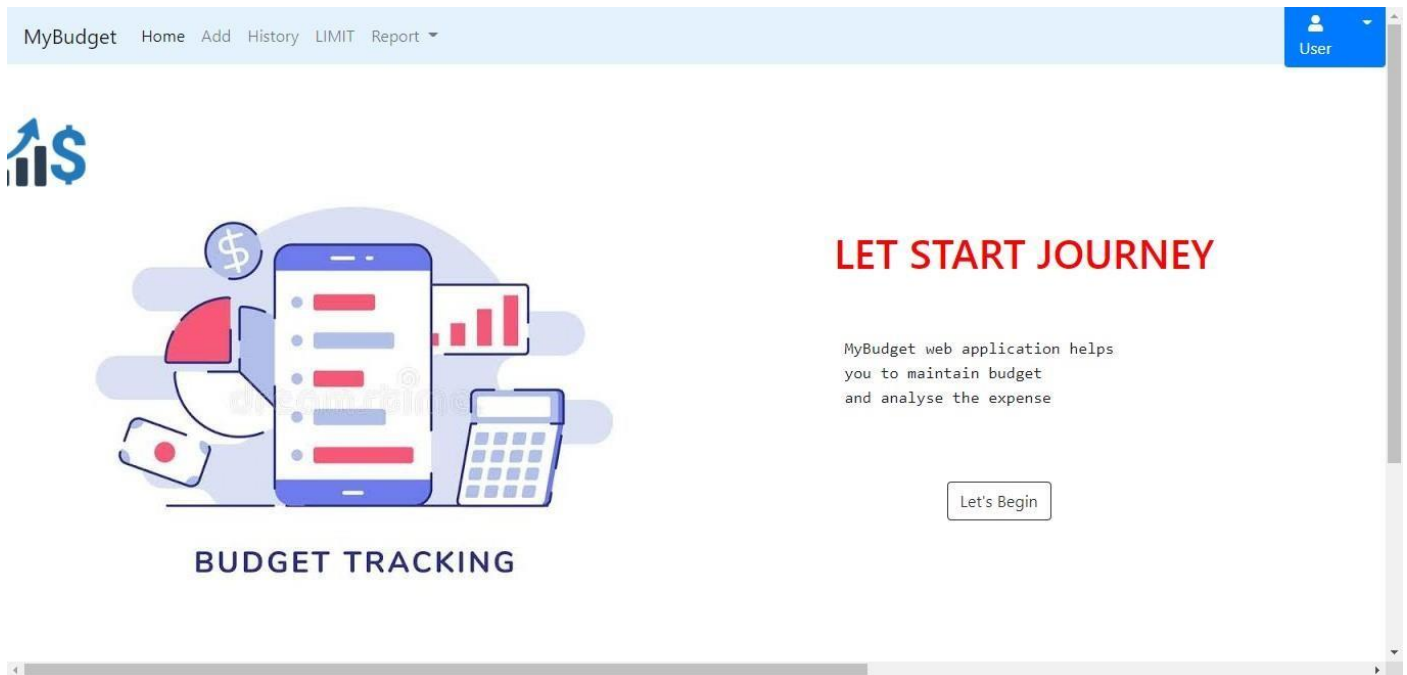 MyBudget Home Add History LIMIT Report
User
$
$
LET START JOURNEY
MyBudget web application helps
you to maintain budget
and analyse the expense
dreamstime.
Let's Begin
BUDGET TRACKING